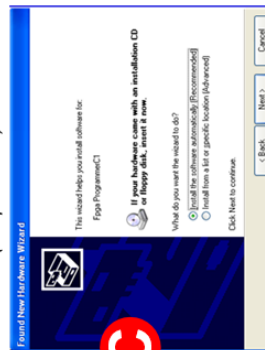 Found New Hardware Wizard
This wizard helps you install software for:
Fpga ProgrammerC1
If your hardware came with an installation CD
or floppy disk, insert it now.
What do you want the wizard to do?
Install the software automatically (Recommended)
Install from a list or specific location (Advanced)
Click Next to continue.
< Back
Next >
Cancel
C